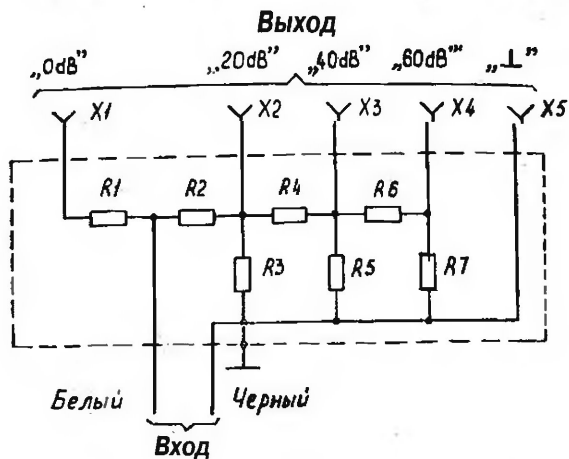 Выход
„0dB” „20dB” „40dB” „60dB” „⊥”
X1 X2 X3 X4 X5
R1 R2 R4 R6
R3 R5 R7
Белый Черный
Вход